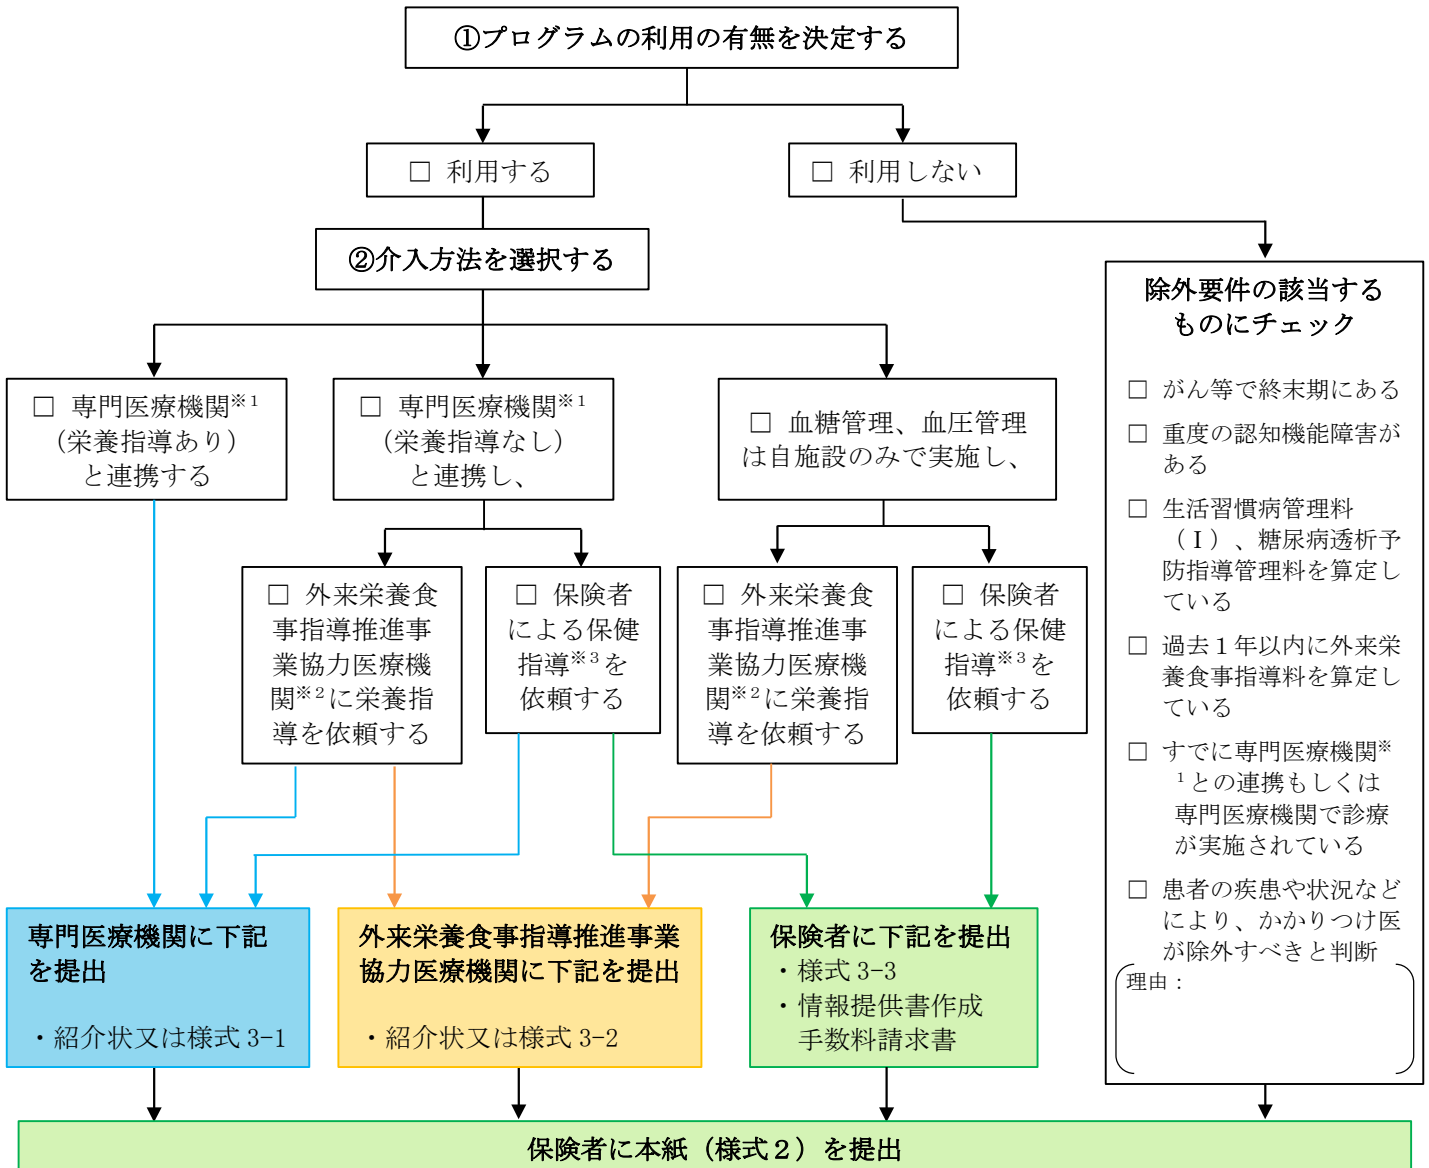 ①プログラムの利用の有無を決定する
□ 利用する
□ 利用しない
②介入方法を選択する
□ 専門医療機関※1
(栄養指導あり)
と連携する
□ 専門医療機関※1
(栄養指導なし)
と連携し、
□ 血糖管理、血圧管理
は自施設のみで実施し、
□ 外来栄養食
事指導推進事
業協力医療機
関※2に栄養指
導を依頼する
□ 保険者
による保健
指導※3を
依頼する
□ 外来栄養食
事指導推進事
業協力医療機
関※2に栄養指
導を依頼する
□ 保険者
による保健
指導※3を
依頼する
除外要件の該当する
ものにチェック
□ がん等で終末期にある
□ 重度の認知機能障害が
ある
□ 生活習慣病管理料
(Ⅰ)、糖尿病透析予
防指導管理料を算定し
ている
□ 過去1年以内に外来栄
養食事指導料を算定し
ている
□ すでに専門医療機関※
1との連携もしくは
専門医療機関で診療
が実施されている
□ 患者の疾患や状況など
により、かかりつけ医
が除外すべきと判断
理由:
専門医療機関に下記
を提出
・紹介状又は様式 3-1
外来栄養食事指導推進事業
協力医療機関に下記を提出
・紹介状又は様式 3-2
保険者に下記を提出
・様式 3-3
・情報提供書作成
手数料請求書
保険者に本紙(様式2)を提出